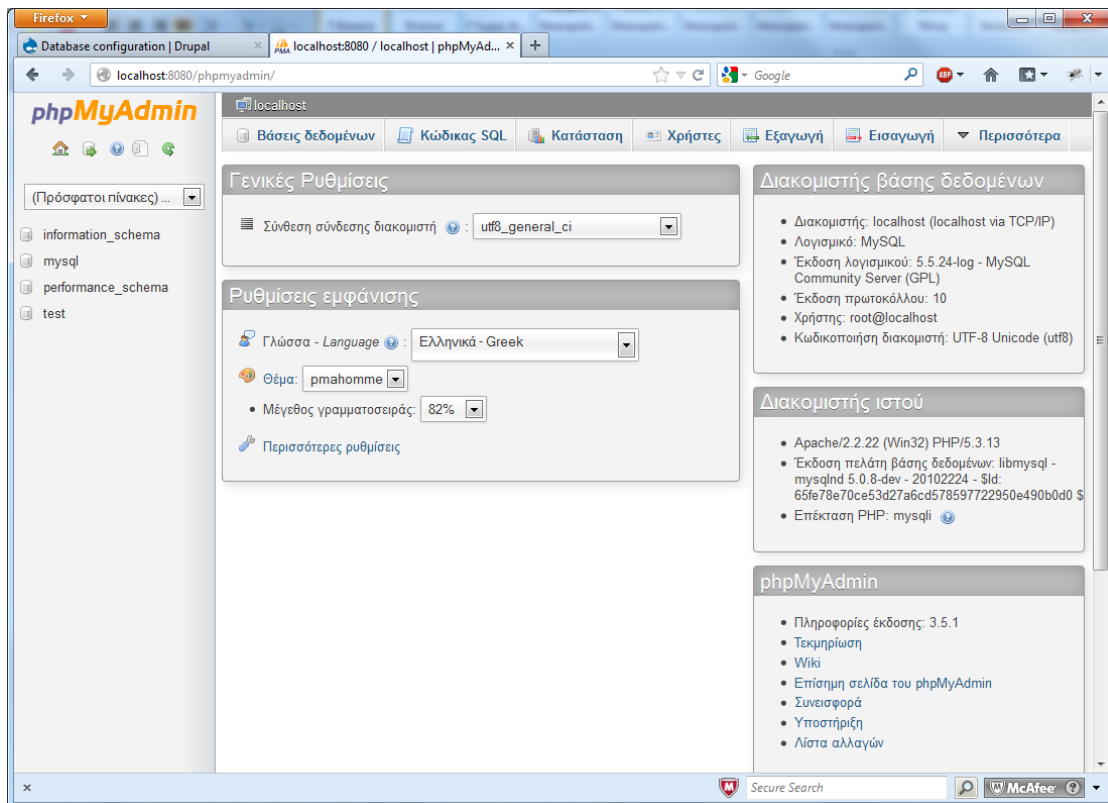 Firefox
Database configuration | Drupal
localhost:8080 / localhost | phpMyAd...
localhost:8080/phpmyadmin/
Google
ABP
phpMyAdmin
(Πρόσφατοι πίνακες) ...
information_schema
mysql
performance_schema
test
localhost
Βάσεις δεδομένων
Κώδικας SQL
Κατάσταση
Χρήστες
Εξαγωγή
Εισαγωγή
Περισσότερα
Γενικές Ρυθμίσεις
Σύνθεση σύνδεσης διακομιστή : utf8_general_ci
Ρυθμίσεις εμφάνισης
Γλώσσα - Language : Ελληνικά - Greek
Θέμα: pmahomme
• Μέγεθος γραμματοσειράς: 82%
Περισσότερες ρυθμίσεις
Διακομιστής βάσης δεδομένων
• Διακομιστής: localhost (localhost via TCP/IP)
• Λογισμικό: MySQL
• Έκδοση λογισμικού: 5.5.24-log - MySQL
Community Server (GPL)
• Έκδοση πρωτοκόλλου: 10
• Χρήστης: root@localhost
• Κωδικοποίηση διακομιστή: UTF-8 Unicode (utf8)
Διακομιστής ιστού
• Apache/2.2.22 (Win32) PHP/5.3.13
• Έκδοση πελάτη βάσης δεδομένων: libmysql -
mysqlnd 5.0.8-dev - 20102224 - $Id:
65fe78e70ce53d27a6cd578597722950e490b0d0 $
• Επέκταση PHP: mysqli
phpMyAdmin
• Πληροφορίες έκδοσης: 3.5.1
• Τεκμηρίωση
• Wiki
• Επίσημη σελίδα του phpMyAdmin
• Συνεισφορά
• Υποστήριξη
• Λίστα αλλαγών
Secure Search
McAfee